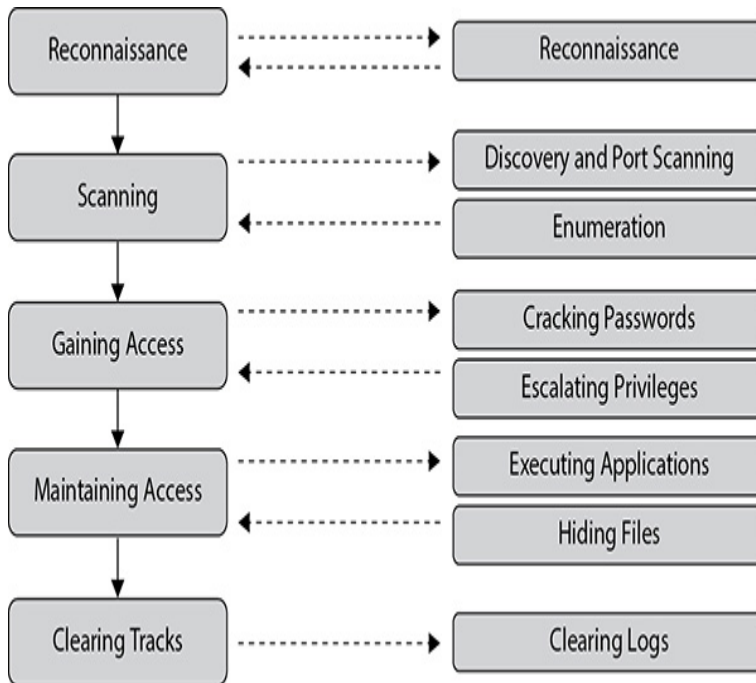 Reconnaissance
Reconnaissance
Scanning
Discovery and Port Scanning
Enumeration
Gaining Access
Cracking Passwords
Escalating Privileges
Maintaining Access
Executing Applications
Hiding Files
Clearing Tracks
Clearing Logs